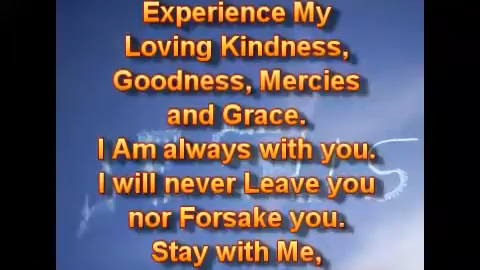 Experience My
Loving Kindness,
Goodness, Mercies
and Grace.
I Am always with you.
I will never Leave you
nor Forsake you.
Stay with Me,